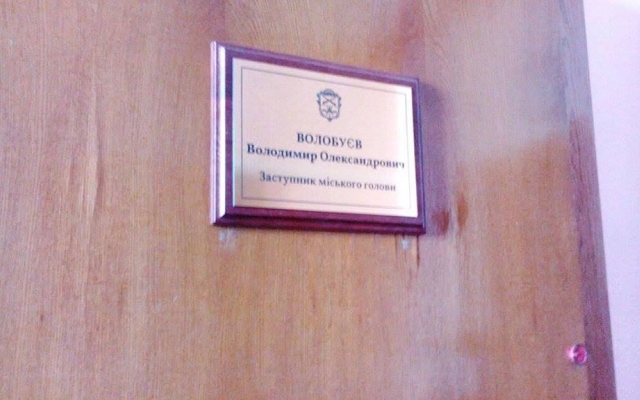 ВОЛОБУЄВ
Володимир Олександрович
Заступник міського голови